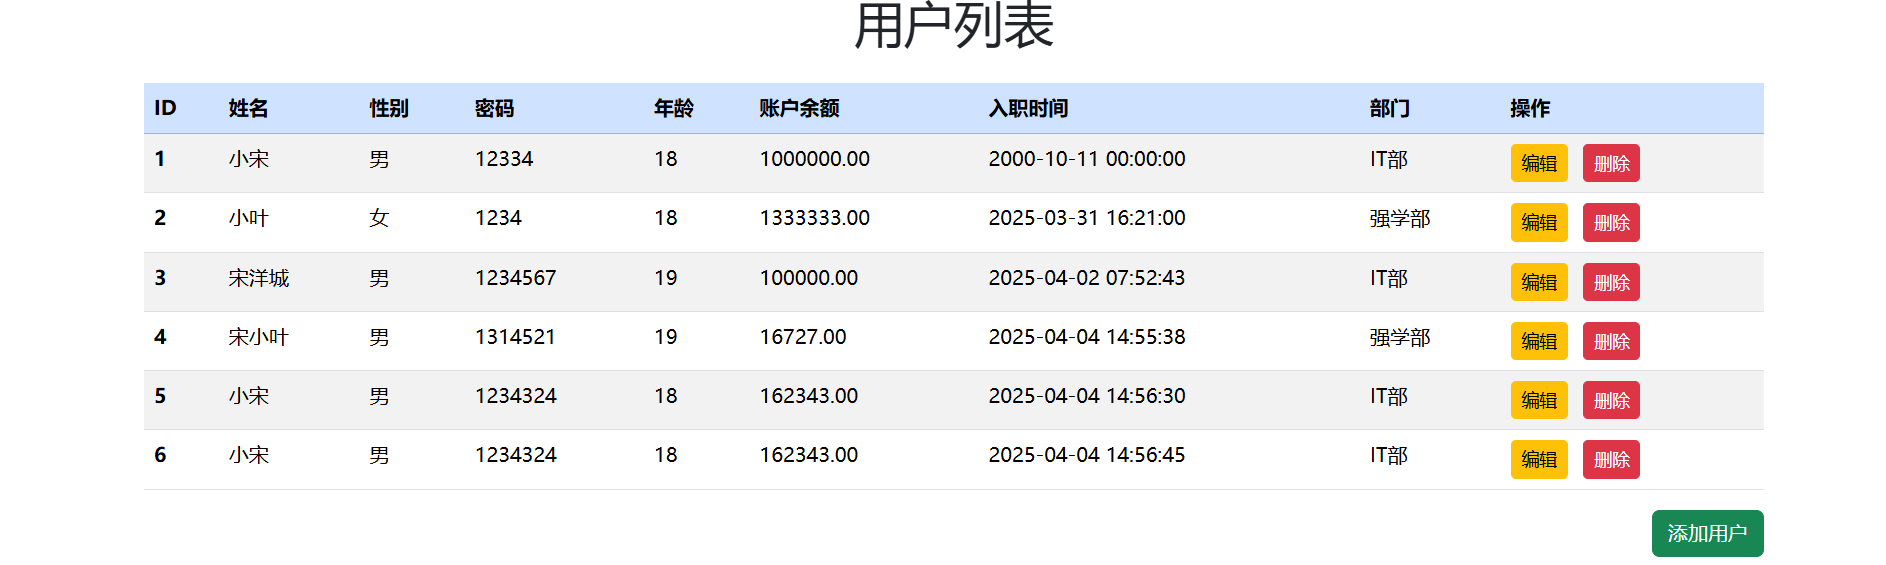 用户列表
ID 姓名 性别 密码 年龄 账户余额 入职时间 部门 操作
1 小宋 男 12334 18 1000000.00 2000-10-11 00:00:00 IT部 编辑 删除
2 小叶 女 1234 18 1333333.00 2025-03-31 16:21:00 强学部 编辑 删除
3 宋洋城 男 1234567 19 100000.00 2025-04-02 07:52:43 IT部 编辑 删除
4 宋小叶 男 1314521 19 16727.00 2025-04-04 14:55:38 强学部 编辑 删除
5 小宋 男 1234324 18 162343.00 2025-04-04 14:56:30 IT部 编辑 删除
6 小宋 男 1234324 18 162343.00 2025-04-04 14:56:45 IT部 编辑 删除
添加用户